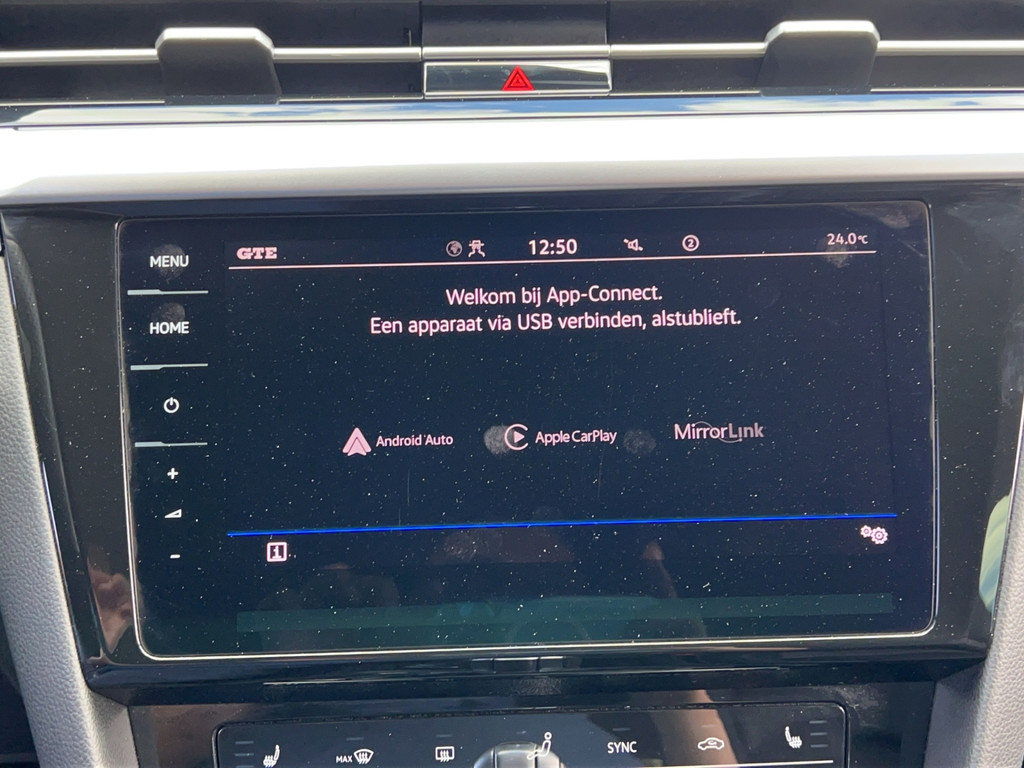 GTE 12:50 2 24.0°C
MENU
HOME
Welkom bij App-Connect.
Een apparaat via USB verbinden, alstublieft.
Android Auto
Apple CarPlay
MirrorLink
+
-
i
MAX
SYNC